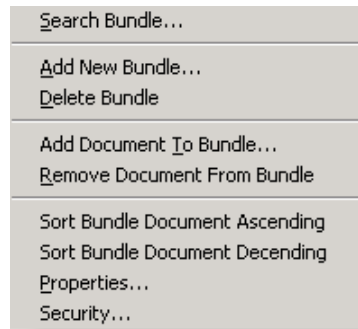 Search Bundle...
Add New Bundle...
Delete Bundle
Add Document To Bundle...
Remove Document From Bundle
Sort Bundle Document Ascending
Sort Bundle Document Decending
Properties...
Security...